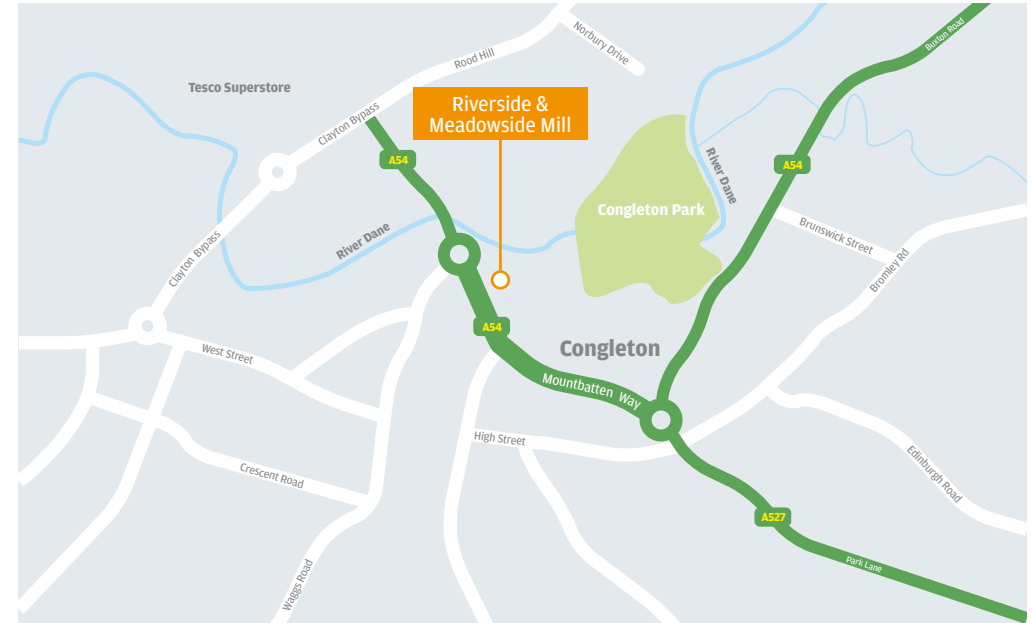 Norbury Drive
Buxton Road
Rood Hill
Tesco Superstore
Clayton Bypass
Riverside &
Meadowside Mill
A54
A54
River Dane
Congleton Park
Brunswick Street
River Dane
Clayton Bypass
Bromley Rd
A54
West Street
Congleton
Mountbatten Way
High Street
Crescent Road
Edinburgh Road
A527
Park Lane
Waggs Road